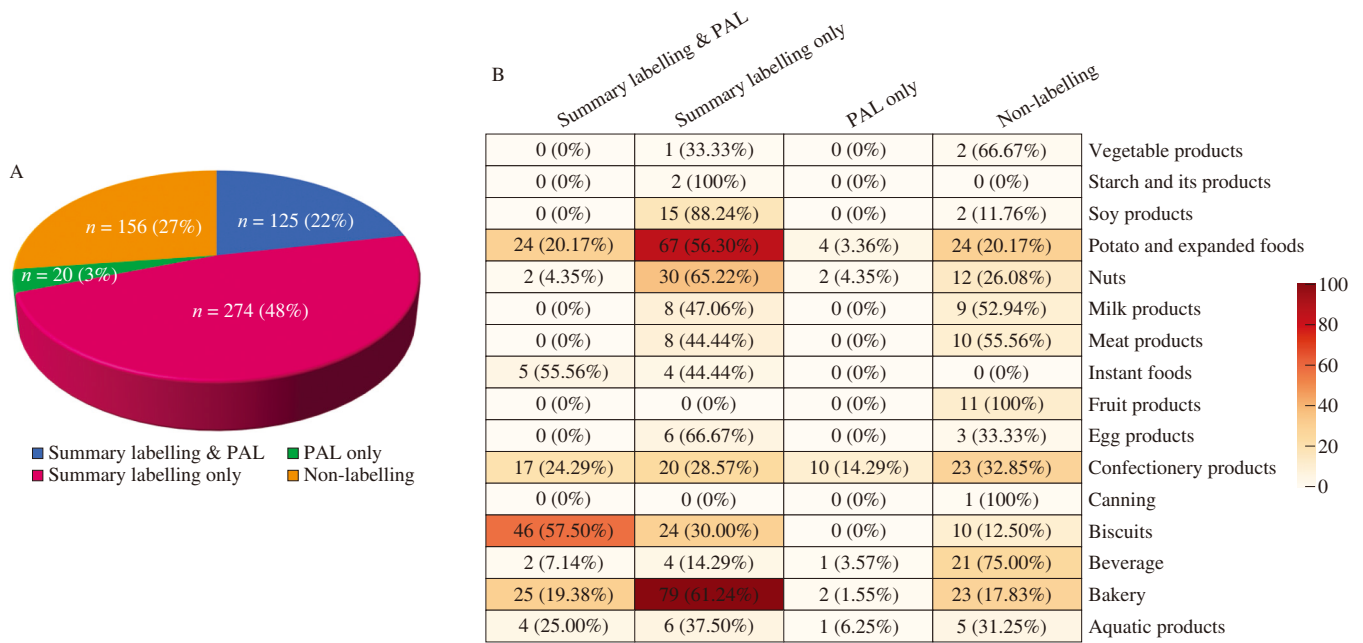 A
n = 156 (27%)
n = 125 (22%)
n = 20 (3%)
n = 274 (48%)
Summary labelling & PAL
PAL only
Summary labelling only
Non-labelling
B
Summary labelling & PAL
Summary labelling only
PAL only
Non-labelling
0 (0%) 1 (33.33%) 0 (0%) 2 (66.67%) Vegetable products
0 (0%) 2 (100%) 0 (0%) 0 (0%) Starch and its products
0 (0%) 15 (88.24%) 0 (0%) 2 (11.76%) Soy products
24 (20.17%) 67 (56.30%) 4 (3.36%) 24 (20.17%) Potato and expanded foods
2 (4.35%) 30 (65.22%) 2 (4.35%) 12 (26.08%) Nuts
0 (0%) 8 (47.06%) 0 (0%) 9 (52.94%) Milk products
0 (0%) 8 (44.44%) 0 (0%) 10 (55.56%) Meat products
5 (55.56%) 4 (44.44%) 0 (0%) 0 (0%) Instant foods
0 (0%) 0 (0%) 0 (0%) 11 (100%) Fruit products
0 (0%) 6 (66.67%) 0 (0%) 3 (33.33%) Egg products
17 (24.29%) 20 (28.57%) 10 (14.29%) 23 (32.85%) Confectionery products
0 (0%) 0 (0%) 0 (0%) 1 (100%) Canning
46 (57.50%) 24 (30.00%) 0 (0%) 10 (12.50%) Biscuits
2 (7.14%) 4 (14.29%) 1 (3.57%) 21 (75.00%) Beverage
25 (19.38%) 79 (61.24%) 2 (1.55%) 23 (17.83%) Bakery
4 (25.00%) 6 (37.50%) 1 (6.25%) 5 (31.25%) Aquatic products
100
80
60
40
20
0